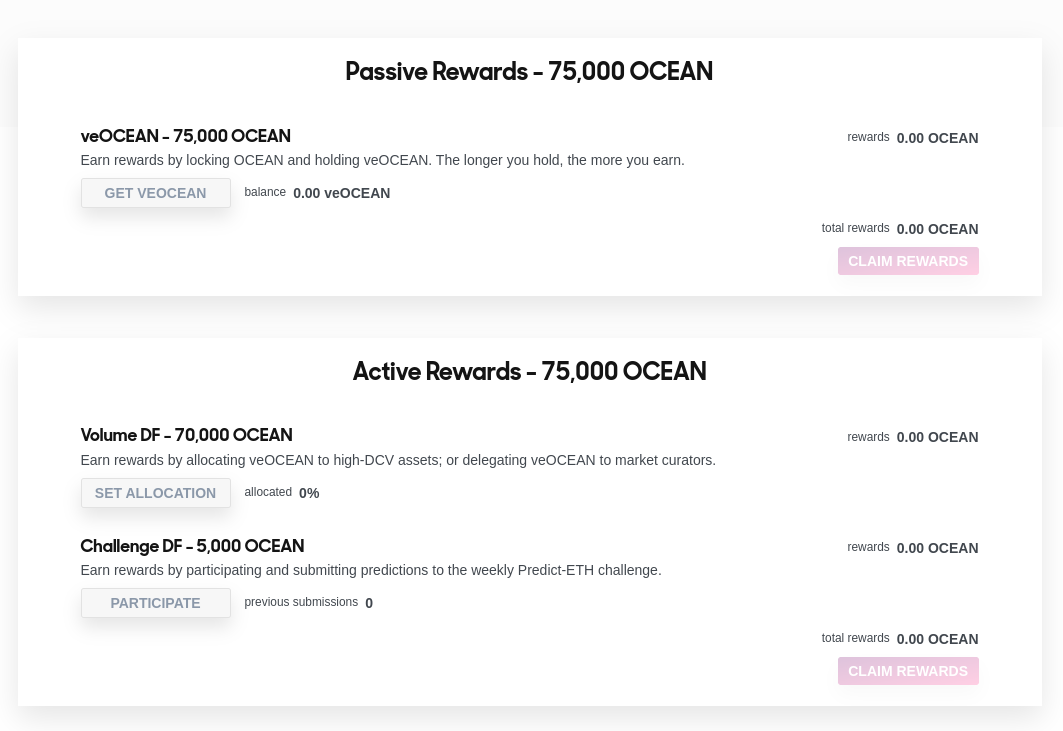 Passive Rewards - 75,000 OCEAN
veOCEAN - 75,000 OCEAN
rewards 0.00 OCEAN
Earn rewards by locking OCEAN and holding veOCEAN. The longer you hold, the more you earn.
GET VEOCEAN balance 0.00 veOCEAN
total rewards 0.00 OCEAN
CLAIM REWARDS
Active Rewards - 75,000 OCEAN
Volume DF - 70,000 OCEAN
rewards 0.00 OCEAN
Earn rewards by allocating veOCEAN to high-DCV assets; or delegating veOCEAN to market curators.
SET ALLOCATION allocated 0%
Challenge DF - 5,000 OCEAN
rewards 0.00 OCEAN
Earn rewards by participating and submitting predictions to the weekly Predict-ETH challenge.
PARTICIPATE previous submissions 0
total rewards 0.00 OCEAN
CLAIM REWARDS